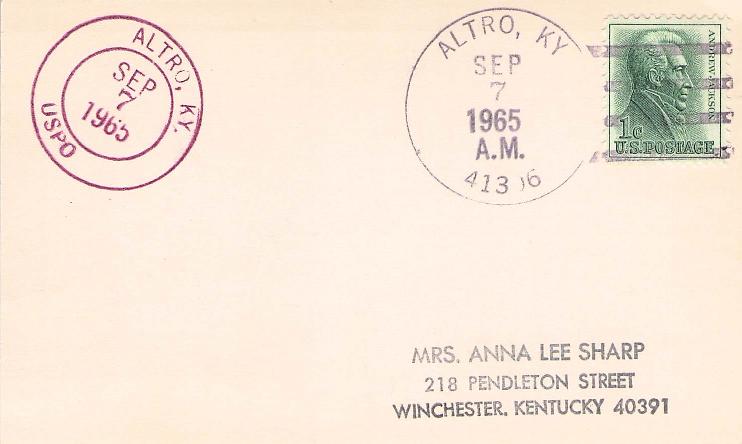 ALTRO, KY.
SEP
7
1965
USPO
ALTRO, KY
SEP
7
1965
A.M.
ANDREW JACKSON
1c
U.S. POSTAGE
MRS. ANNA LEE SHARP
218 PENDLETON STREET
WINCHESTER, KENTUCKY 40391